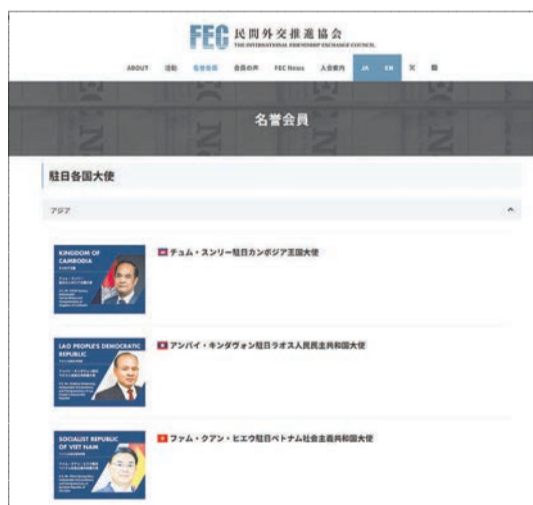 FEC 民間外交推進協会
THE INTERNATIONAL FRIENDSHIP EXCHANGE COUNCIL
ABOUT 活動 名誉会員 会員の声 FEC News 入会案内 JA EN X
名誉会員
駐日各国大使
アジア
KINGDOM OF
CAMBODIA
チュム・スンリー駐日カンボジア王国大使
LAO PEOPLE'S DEMOCRATIC
REPUBLIC
アンパイ・キンダヴォン駐日ラオス人民民主共和国大使
SOCIALIST REPUBLIC
OF VIET NAM
ファム・クアン・ヒエウ駐日ベトナム社会主義共和国大使